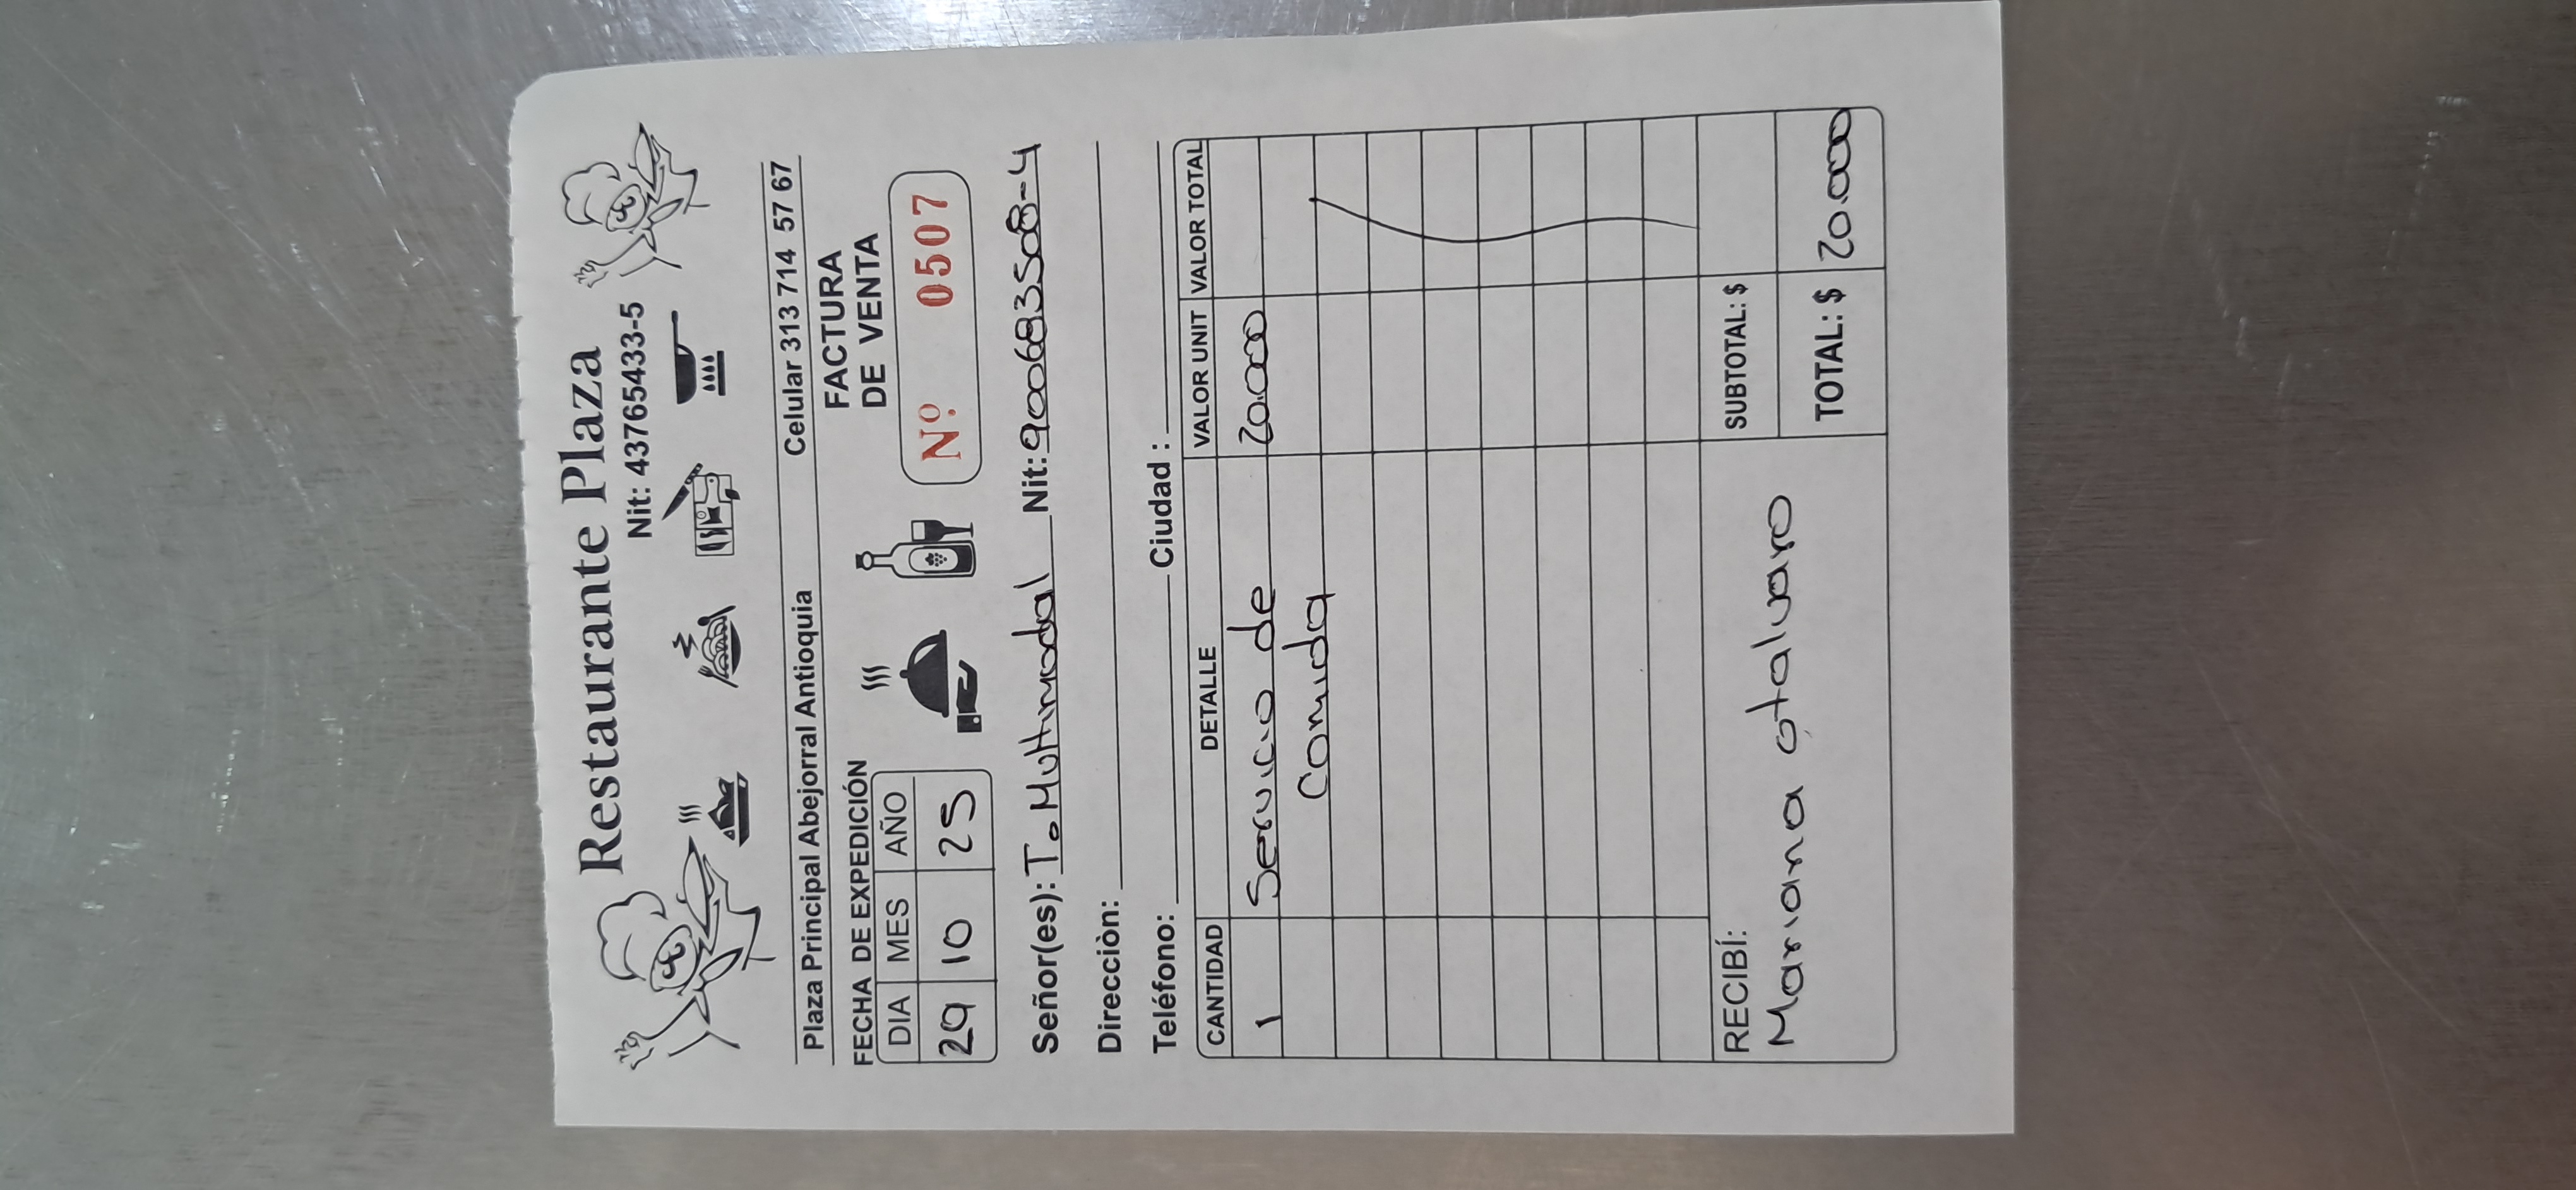 Restaurante Plaza
Nit: 43765433-5
Plaza Principal Abejorral Antioquia Celular 313 714 57 67
FECHA DE EXPEDICIÓN
DIA MES AÑO
29 10 25
FACTURA
DE VENTA
Nº. 0507
Señor(es): T. Multimodal Nit: 900683508-4
Direcciòn:
Teléfono: Ciudad :
CANTIDAD DETALLE VALOR UNIT VALOR TOTAL
1 Servicio de 20.000
Comida
RECIBÍ: SUBTOTAL: $
Mariana otalvaro TOTAL: $ 20.000